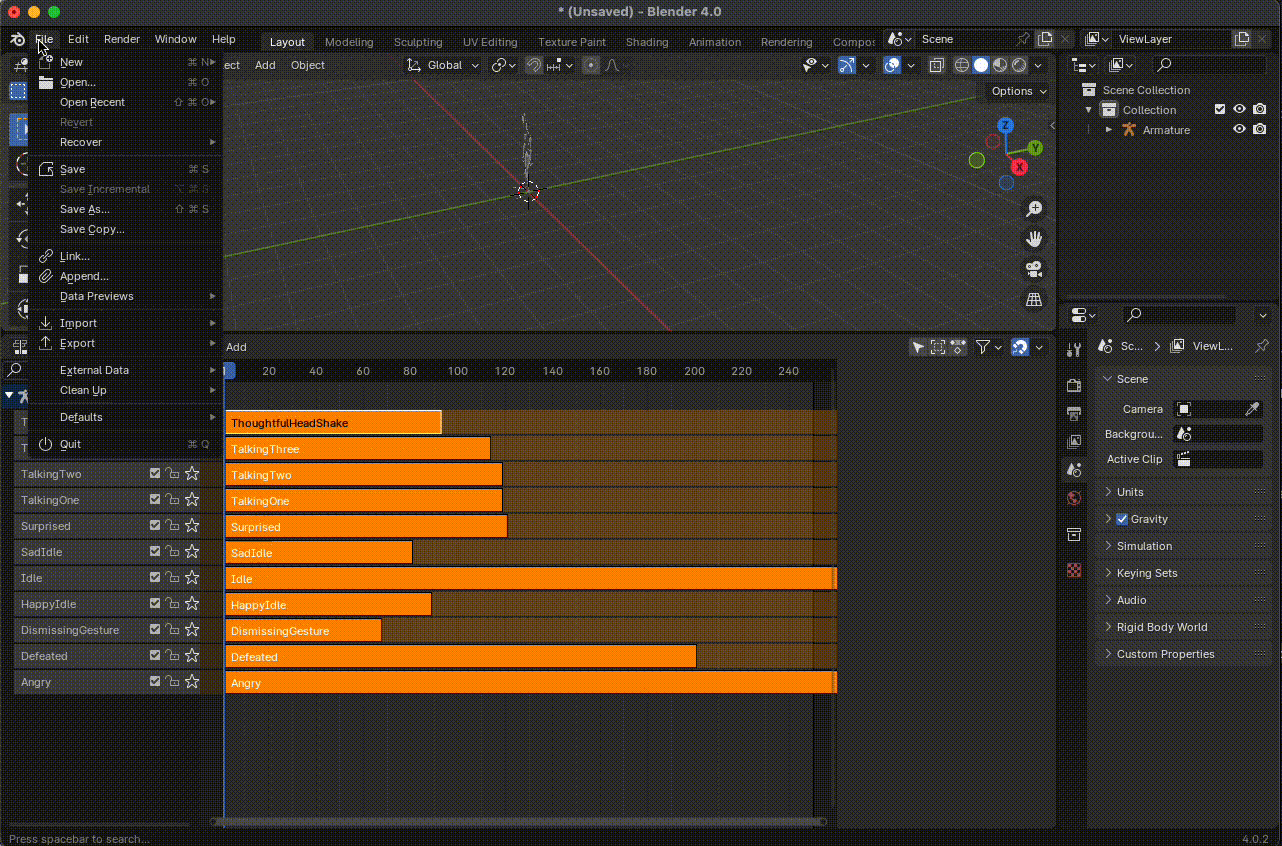 * (Unsaved) - Blender 4.0
File Edit Render Window Help Layout Modeling Sculpting UV Editing Texture Paint Shading Animation Rendering Compos Scene ViewLayer
ect Add Object Global
Options
New ⌘ N
Open... ⌘ O
Open Recent ⇧ ⌘ O
Revert
Recover
Save ⌘ S
Save Incremental ⌥ ⌘ S
Save As... ⇧ ⌘ S
Save Copy...
Link...
Append...
Data Previews
Import
Export
External Data
Clean Up
Defaults
Quit ⌘ Q
Z
Y
X
Scene Collection
Collection
Armature
Add
20 40 60 80 100 120 140 160 180 200 220 240
T ThoughtfulHeadShake
T TalkingThree
TalkingTwo TalkingTwo
TalkingOne TalkingOne
Surprised Surprised
SadIdle SadIdle
Idle Idle
HappyIdle HappyIdle
DismissingGesture DismissingGesture
Defeated Defeated
Angry Angry
Sc... ViewL...
Scene
Camera
Backgrou...
Active Clip
Units
Gravity
Simulation
Keying Sets
Audio
Rigid Body World
Custom Properties
Press spacebar to search...
4.0.2